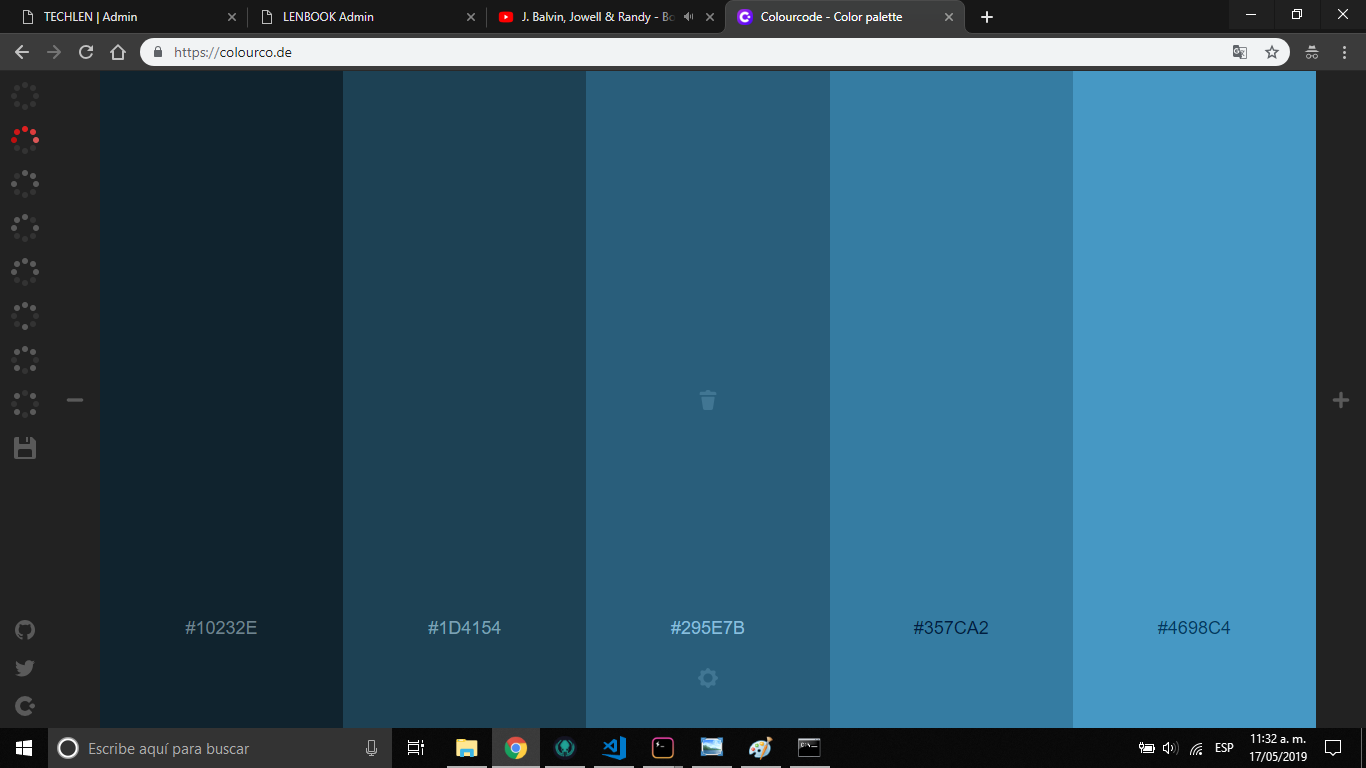 TECHLEN | Admin
LENBOOK Admin
J. Balvin, Jowell & Randy - Bo
Colourcode - Color palette
https://colourco.de
#10232E
#1D4154
#295E7B
#357CA2
#4698C4
Escribe aquí para buscar
ESP
11:32 a. m.
17/05/2019